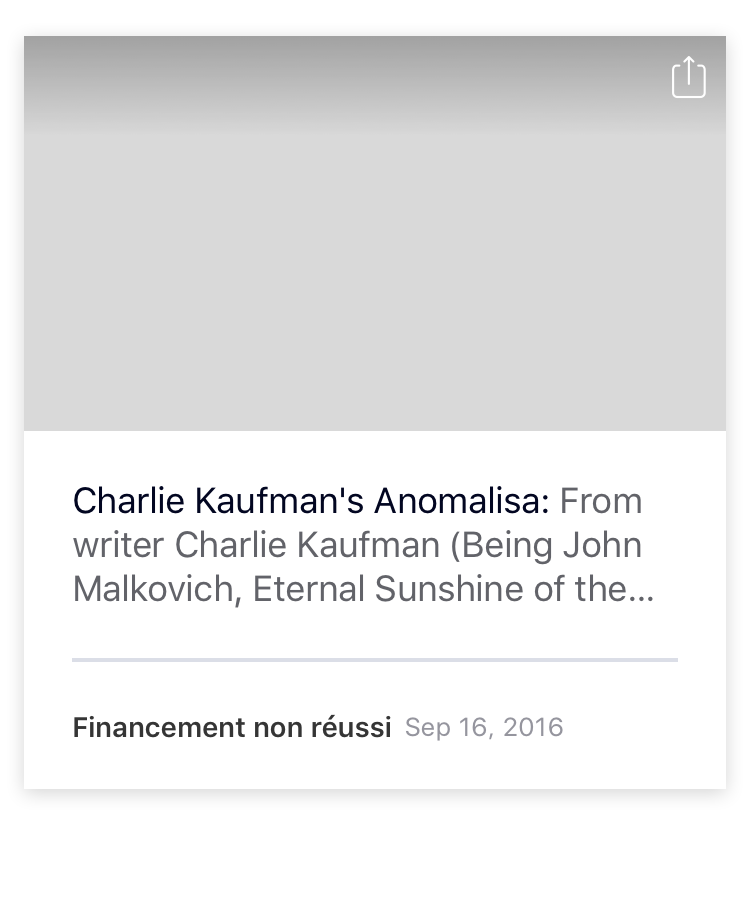 Charlie Kaufman's Anomalisa: From
writer Charlie Kaufman (Being John
Malkovich, Eternal Sunshine of the...
Financement non réussi Sep 16, 2016